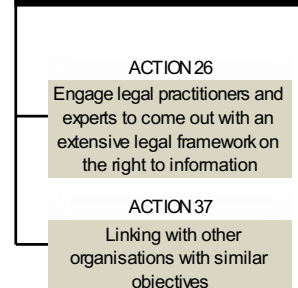 ACTION 26
Engage legal practitioners and
experts to come out with an
extensive legal framework on
the right to information
ACTION 37
Linking with other
organisations with similar
objectives